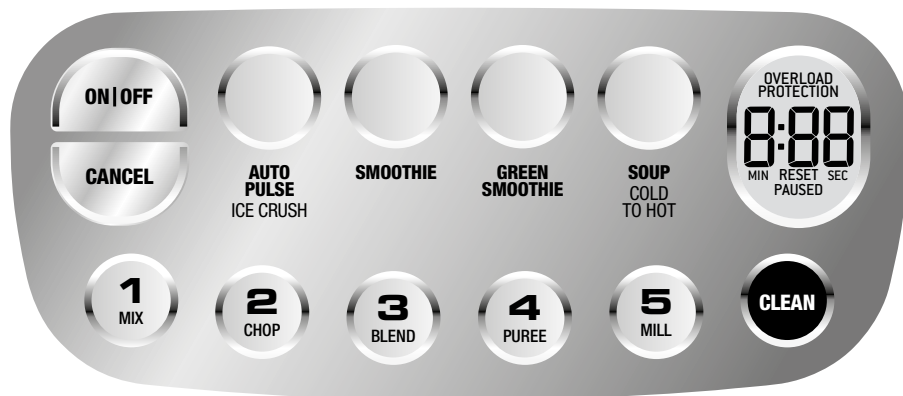 ON|OFF
CANCEL
AUTO
PULSE
ICE CRUSH
SMOOTHIE
GREEN
SMOOTHIE
SOUP
COLD
TO HOT
OVERLOAD
PROTECTION
8:88
MIN RESET SEC
PAUSED
1
MIX
2
CHOP
3
BLEND
4
PUREE
5
MILL
CLEAN